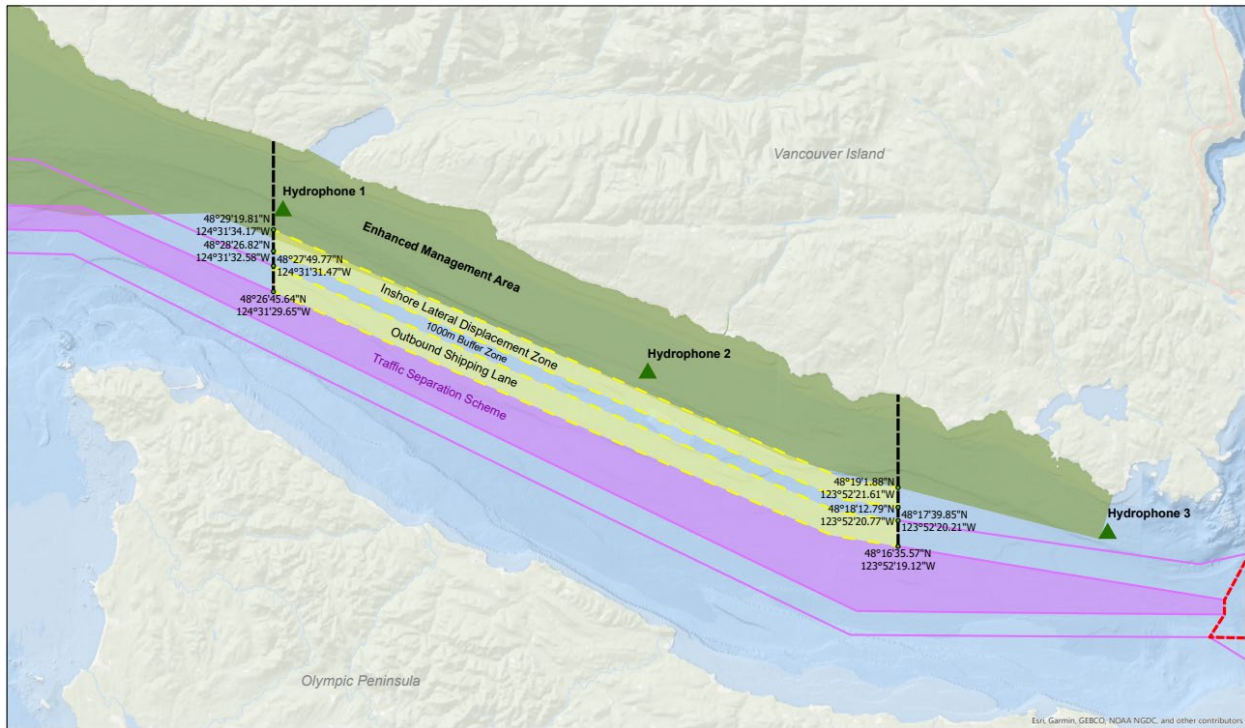 Vancouver Island
Hydrophone 1
48°29'19.81"N
124°31'34.17"W
48°28'26.82"N
124°31'32.58"W
48°27'49.77"N
124°31'31.47"W
48°26'45.64"N
124°31'29.65"W
Enhanced Management Area
Inshore Lateral Displacement Zone
1000m Buffer Zone
Outbound Shipping Lane
Traffic Separation Scheme
Hydrophone 2
48°19'1.88"N
123°52'21.61"W
48°18'12.79"N
123°52'20.77"W
48°17'39.85"N
123°52'20.21"W
48°16'35.57"N
123°52'19.12"W
Hydrophone 3
Olympic Peninsula
Esri, Garmin, GEBCO, NOAA NGDC, and other contributors